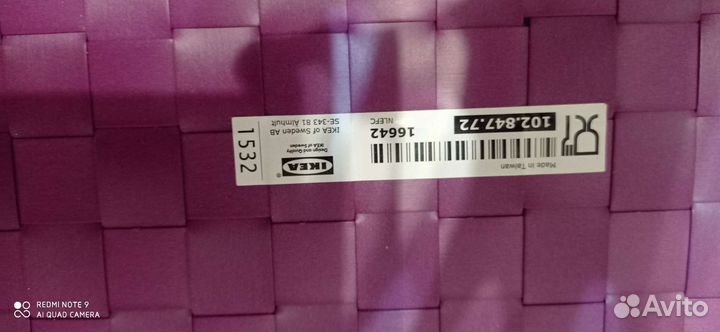 Made in Taiwan
102.847.72
16642
NLEFC
IKEA
®
Design and Quality
IKEA of Sweden
IKEA of Sweden AB
SE-343 81 Älmhult
1532
REDMI NOTE 9
AI QUAD CAMERA
Avito